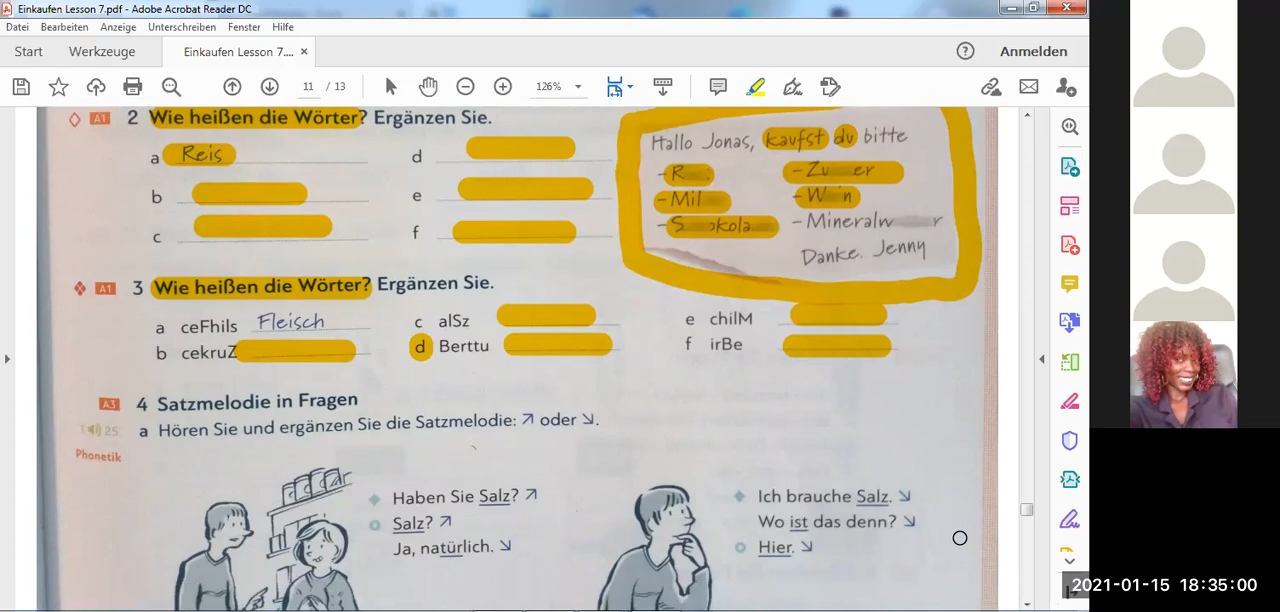 Einkaufen Lesson 7.pdf - Adobe Acrobat Reader DC
Datei Bearbeiten Anzeige Unterschreiben Fenster Hilfe
Start Werkzeuge Einkaufen Lesson 7.... × Anmelden
11 / 13 126%
A1 2 Wie heißen die Wörter? Ergänzen Sie.
a Reis
b
c
d
e
f
Hallo Jonas, kaufst du bitte
- R
- Zu er
- Mil
- W n
- S okola
- Mineralw r
Danke. Jenny
A1 3 Wie heißen die Wörter? Ergänzen Sie.
a ceFhils Fleisch
b cekruZ
c alSz
d Berttu
e chilM
f irBe
A3 4 Satzmelodie in Fragen
1 25 a Hören Sie und ergänzen Sie die Satzmelodie: ↗ oder ↘.
Phonetik
Haben Sie Salz? ↗
Salz? ↗
Ja, natürlich. ↘
Ich brauche Salz. ↘
Wo ist das denn? ↘
Hier. ↘
2021-01-15 18:35:00